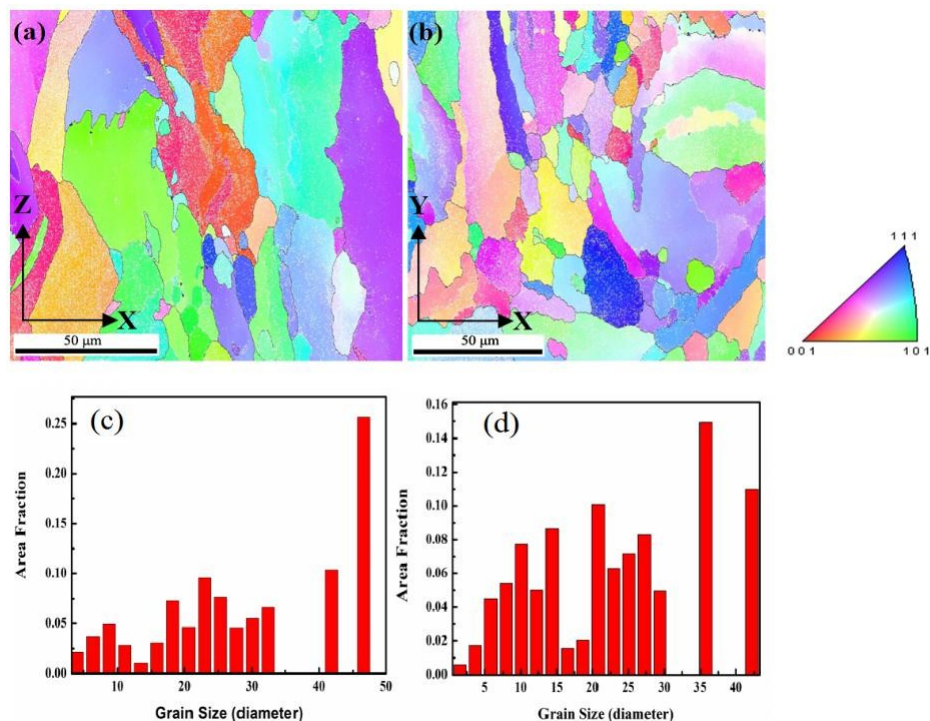 (a)
Z
X
50 µm
(b)
Y
X
50 µm
1 1 1
0 0 1
1 0 1
(c)
0.25
0.20
0.15
0.10
0.05
0.00
Area Fraction
10
20
30
40
50
Grain Size (diameter)
(d)
0.16
0.14
0.12
0.10
0.08
0.06
0.04
0.02
0.00
Area Fraction
5
10
15
20
25
30
35
40
Grain Size (diameter)